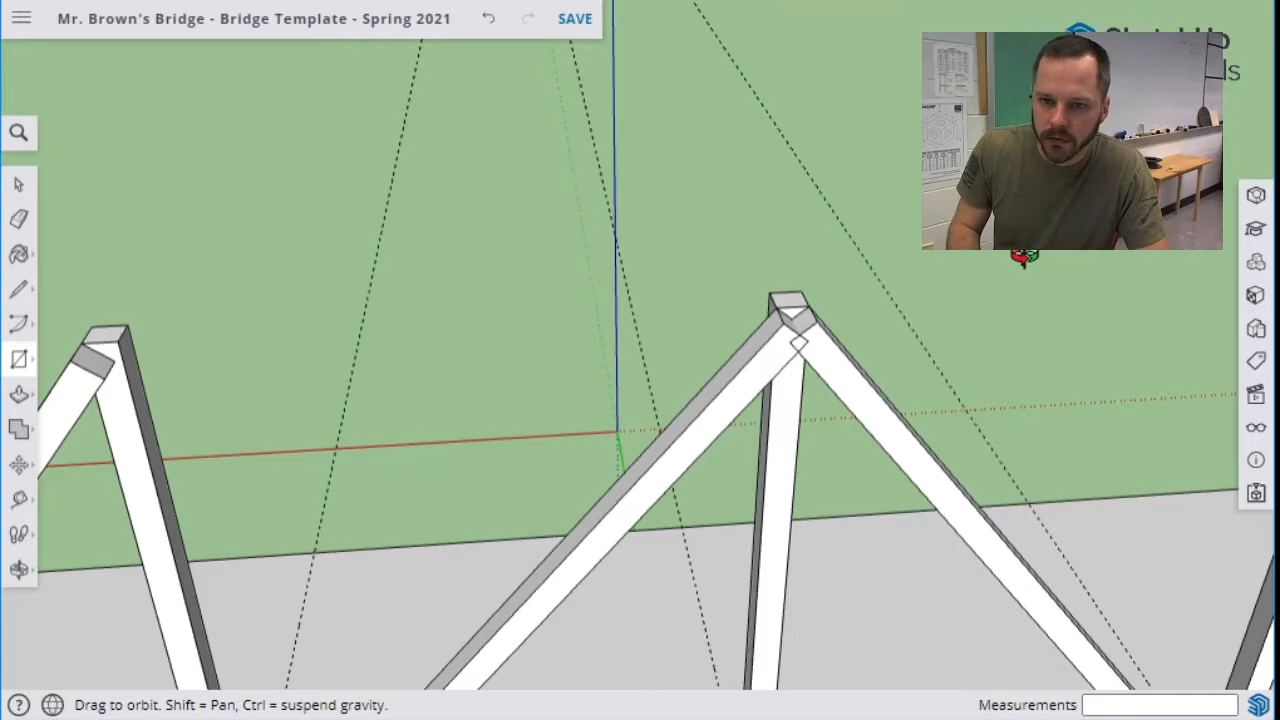 Mr. Brown's Bridge - Bridge Template - Spring 2021
SAVE
Drag to orbit. Shift = Pan, Ctrl = suspend gravity.
Measurements